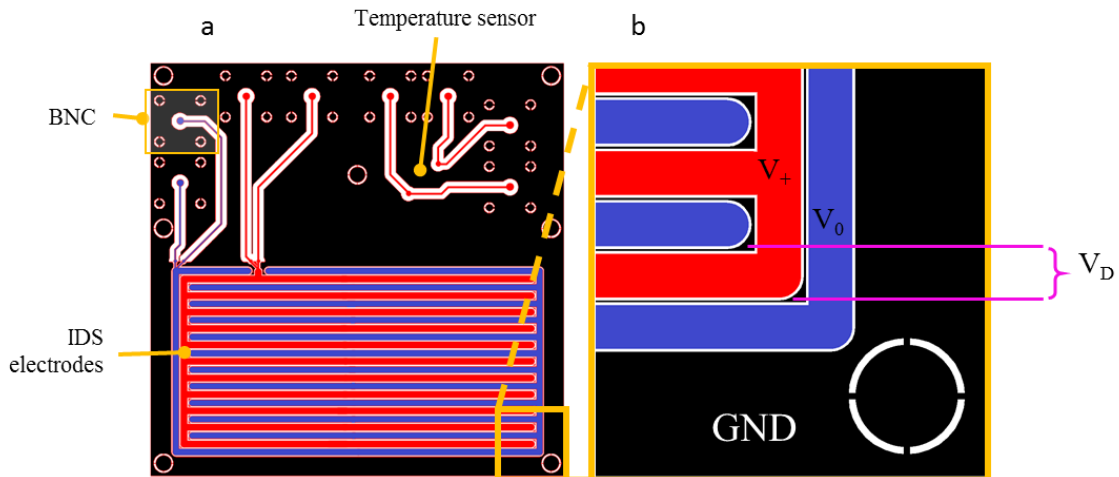 a
Temperature sensor
b
BNC
V+
V0
VD
IDS
electrodes
GND